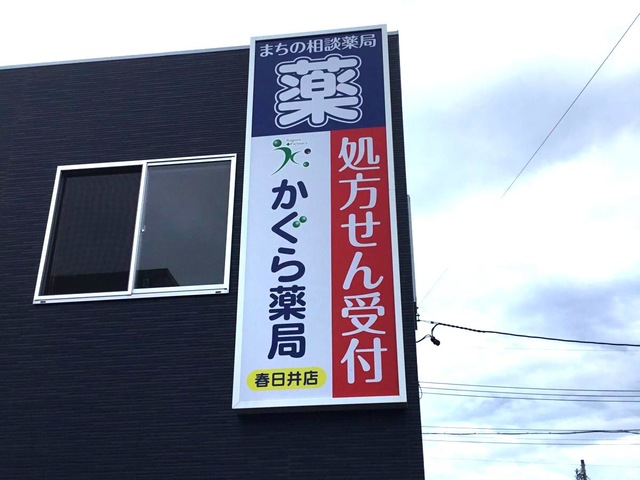 まちの相談薬局
薬
処方せん受付
かぐら薬局
春日井店